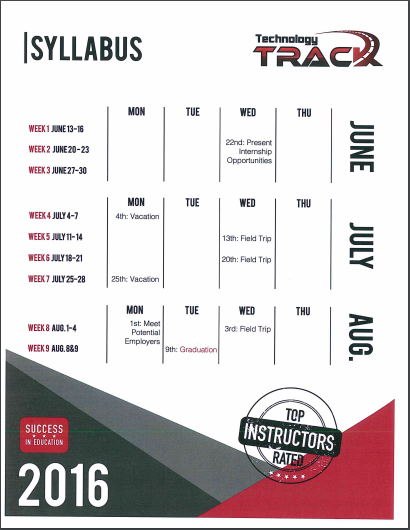 |SYLLABUS
Technology
TRACK
MON TUE WED THU
WEEK 1 JUNE 13-16
WEEK 2 JUNE 20-23
22nd: Present
Internship
Opportunities
WEEK 3 JUNE 27-30
JUNE
MON TUE WED THU
WEEK 4 JULY 4-7
4th: Vacation
WEEK 5 JULY 11-14
13th: Field Trip
WEEK 6 JULY 18-21
20th: Field Trip
WEEK 7 JULY 25-28
25th: Vacation
JULY
MON TUE WED THU
WEEK 8 AUG. 1-4
1st: Meet
Potential
Employers
3rd: Field Trip
WEEK 9 AUG. 8&9
9th: Graduation
AUG.
SUCCESS
IN EDUCATION
2016
TOP
INSTRUCTORS
RATED